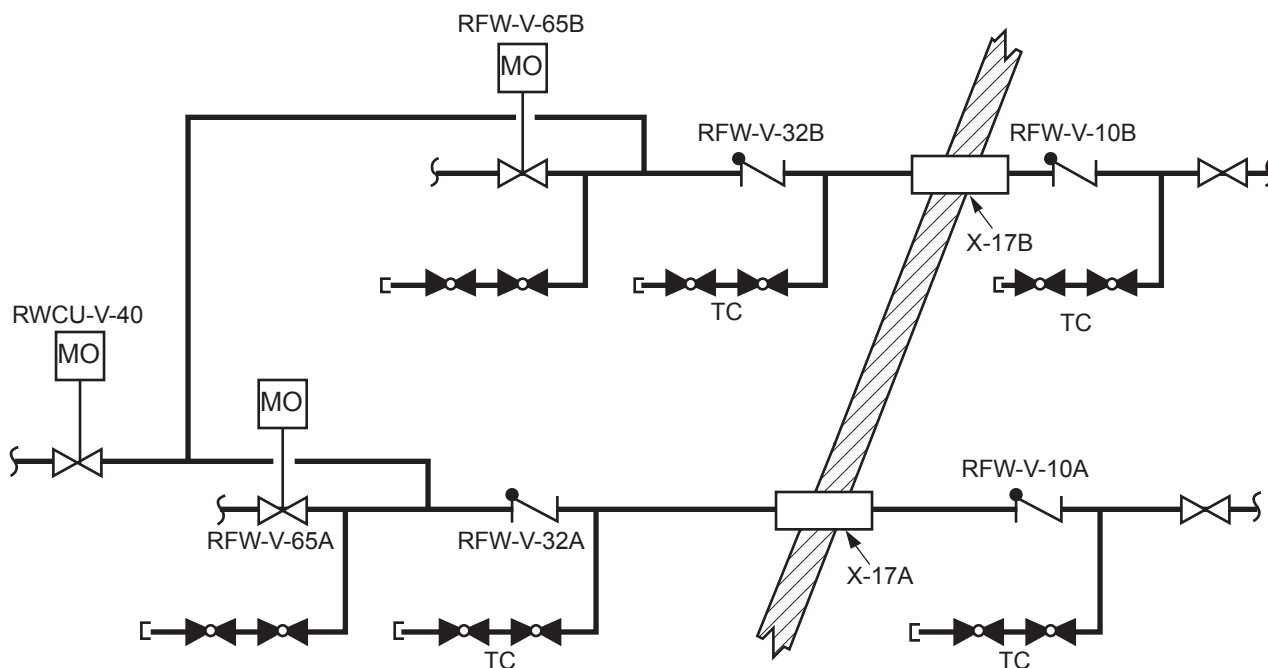 RFW-V-65B
MO
RFW-V-32B
RFW-V-10B
X-17B
TC
TC
RWCU-V-40
MO
MO
RFW-V-10A
RFW-V-65A
RFW-V-32A
X-17A
TC
TC